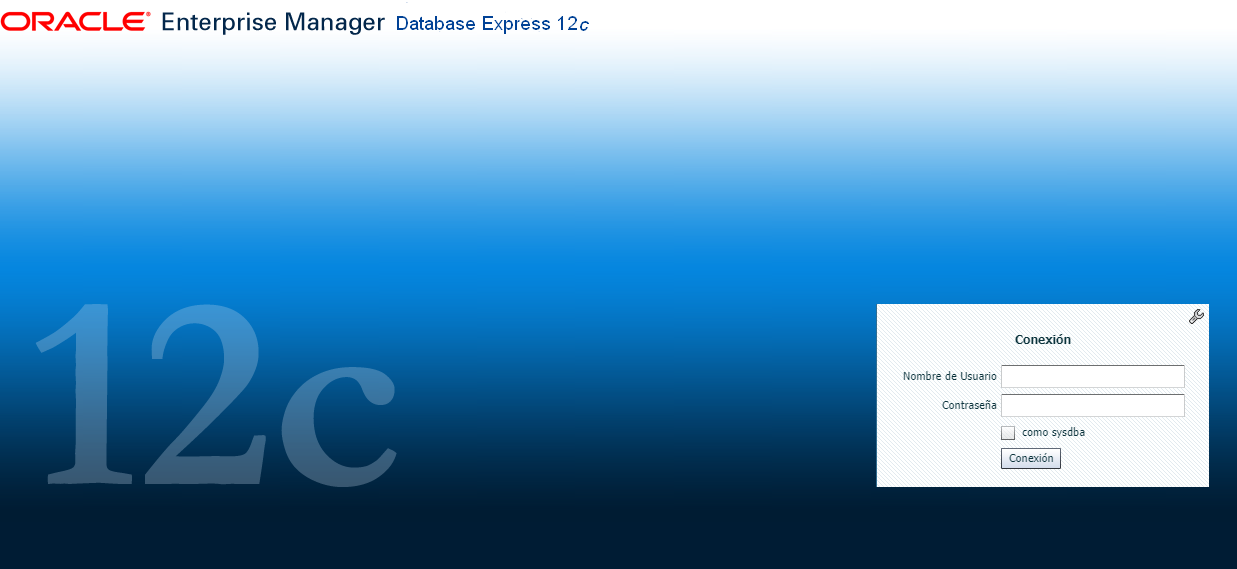 ORACLE® Enterprise Manager Database Express 12c
12c
Conexión
Nombre de Usuario
Contraseña
como sysdba
Conexión